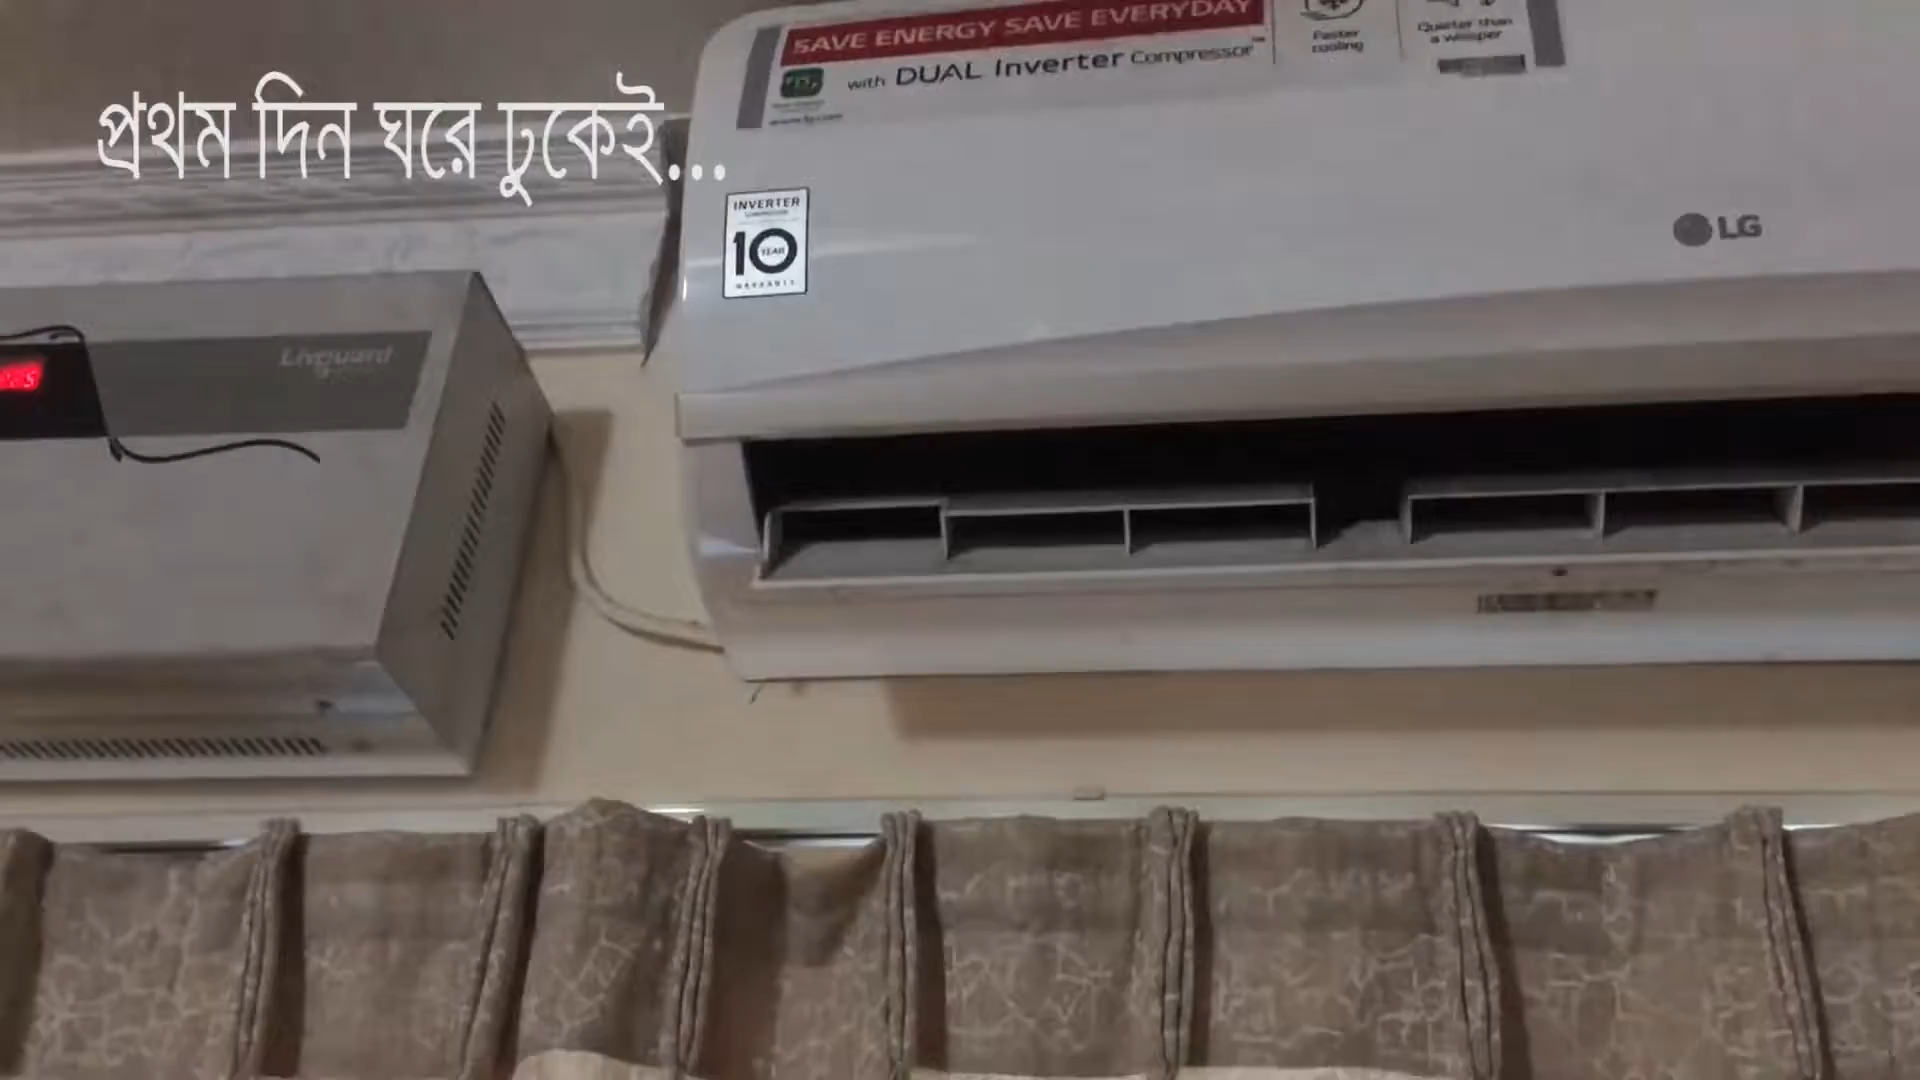 SAVE ENERGY SAVE EVERYDAY
with DUAL Inverter Compressor
Faster cooling
Quieter than a whisper
প্রথম দিন ঘরে ঢুকেই...
INVERTER
10 YEAR
LG
Livguard